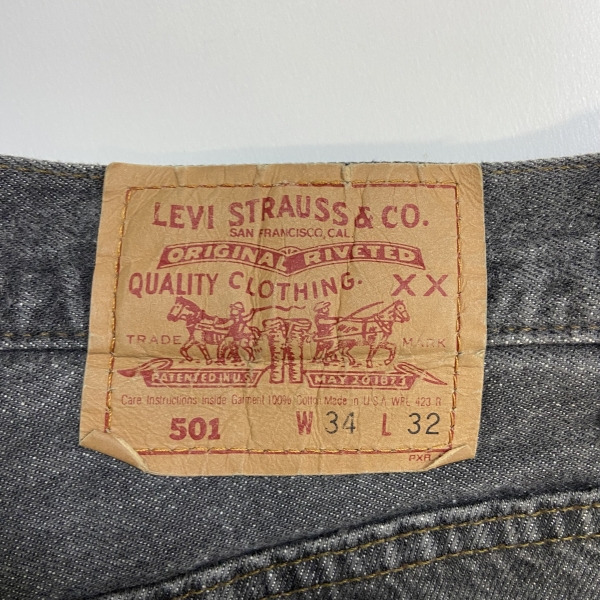 LEVI STRAUSS & CO.
SAN FRANCISCO, CAL.
ORIGINAL RIVETED
QUALITY CLOTHING. XX
TRADE MARK
PATENTED IN U.S. MAY 20 1873
Care Instructions Inside Garment 100% Cotton Made in U.S.A. WPL 423 R
501 W 34 L 32